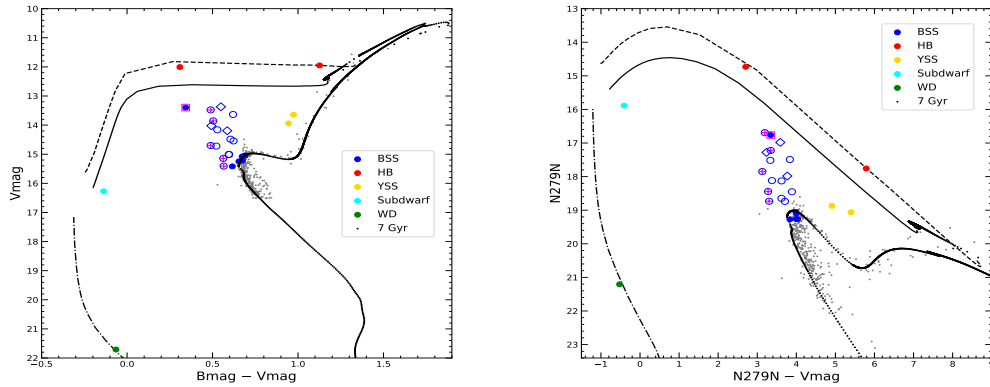 10
11
12
13
14
15
16
17
18
19
20
21
22
Vmag
−0.5
0.0
0.5
1.0
1.5
Bmag − Vmag
BSS
HB
YSS
Subdwarf
WD
7 Gyr
13
14
15
16
17
18
19
20
21
22
23
N279N
−1
0
1
2
3
4
5
6
7
8
9
N279N − Vmag
BSS
HB
YSS
Subdwarf
WD
7 Gyr